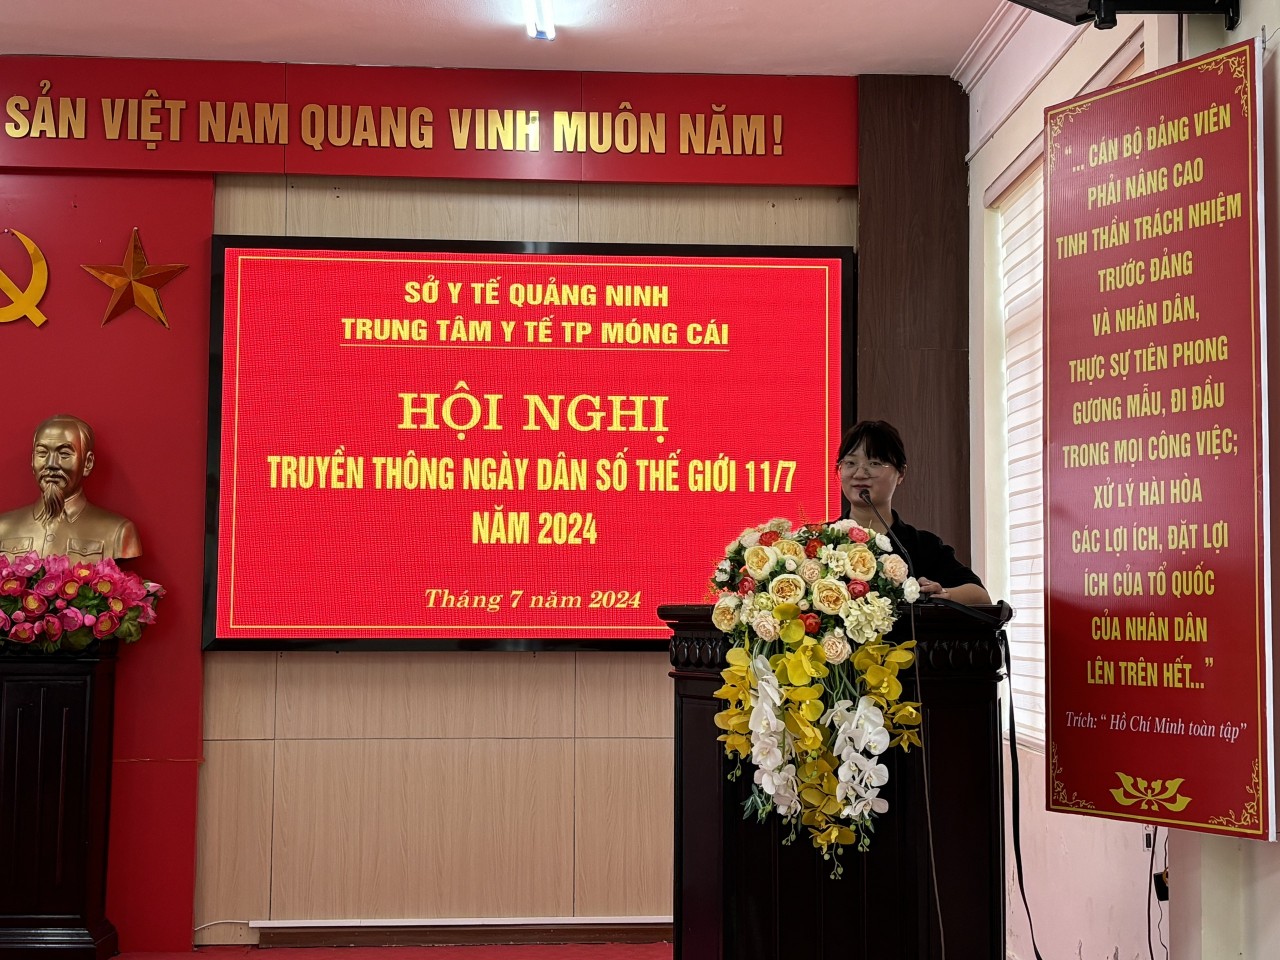 SẢN VIỆT NAM QUANG VINH MUÔN NĂM!
SỞ Y TẾ QUẢNG NINH
TRUNG TÂM Y TẾ TP MÓNG CÁI
HỘI NGHỊ
TRUYỀN THÔNG NGÀY DÂN SỐ THẾ GIỚI 11/7
NĂM 2024
Tháng 7 năm 2024
"... CÁN BỘ ĐẢNG VIÊN
PHẢI NÂNG CAO
TINH THẦN TRÁCH NHIỆM
TRƯỚC ĐẢNG
VÀ NHÂN DÂN,
THỰC SỰ TIÊN PHONG
GƯƠNG MẪU, ĐI ĐẦU
TRONG MỌI CÔNG VIỆC;
XỬ LÝ HÀI HÒA
CÁC LỢI ÍCH, ĐẶT LỢI
ÍCH CỦA TỔ QUỐC
CỦA NHÂN DÂN
LÊN TRÊN HẾT..."
Trích: " Hồ Chí Minh toàn tập"